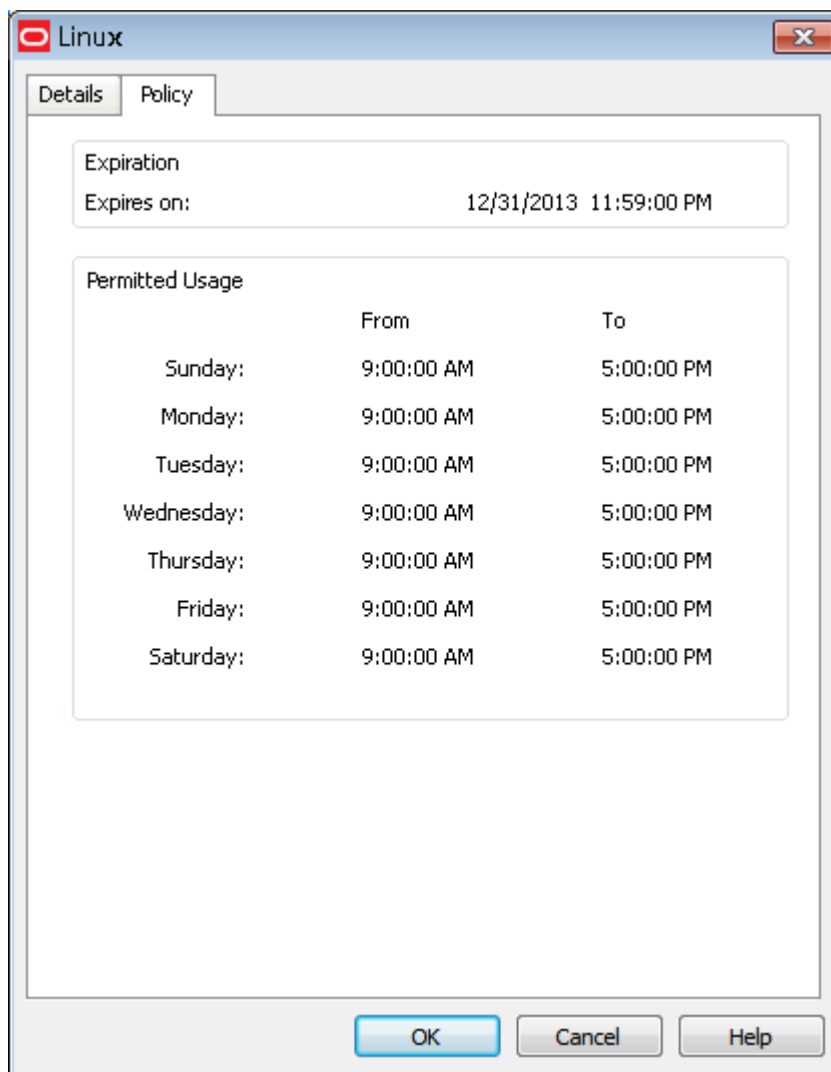 Linux
Details Policy
Expiration
Expires on: 12/31/2013 11:59:00 PM
Permitted Usage
From To
Sunday: 9:00:00 AM 5:00:00 PM
Monday: 9:00:00 AM 5:00:00 PM
Tuesday: 9:00:00 AM 5:00:00 PM
Wednesday: 9:00:00 AM 5:00:00 PM
Thursday: 9:00:00 AM 5:00:00 PM
Friday: 9:00:00 AM 5:00:00 PM
Saturday: 9:00:00 AM 5:00:00 PM
OK Cancel Help